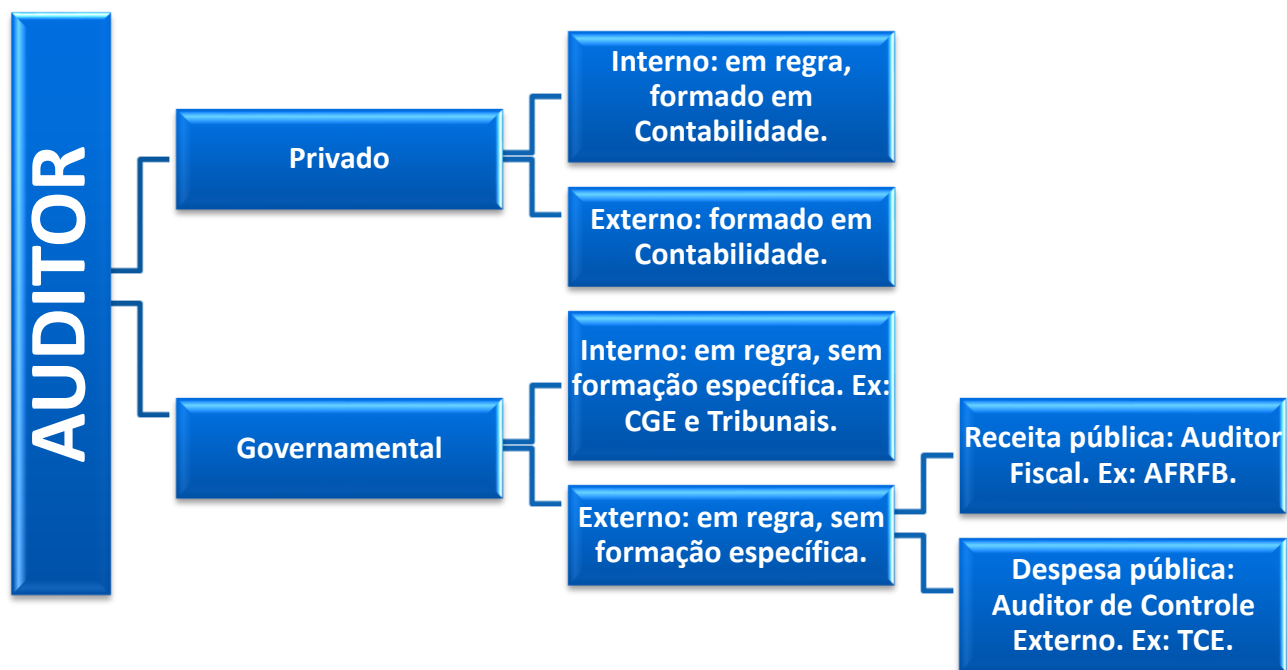 AUDITOR
Privado
Interno: em regra,
formado em
Contabilidade.
Externo: formado em
Contabilidade.
Governamental
Interno: em regra, sem
formação específica. Ex:
CGE e Tribunais.
Externo: em regra, sem
formação específica.
Receita pública: Auditor
Fiscal. Ex: AFRFB.
Despesa pública:
Auditor de Controle
Externo. Ex: TCE.